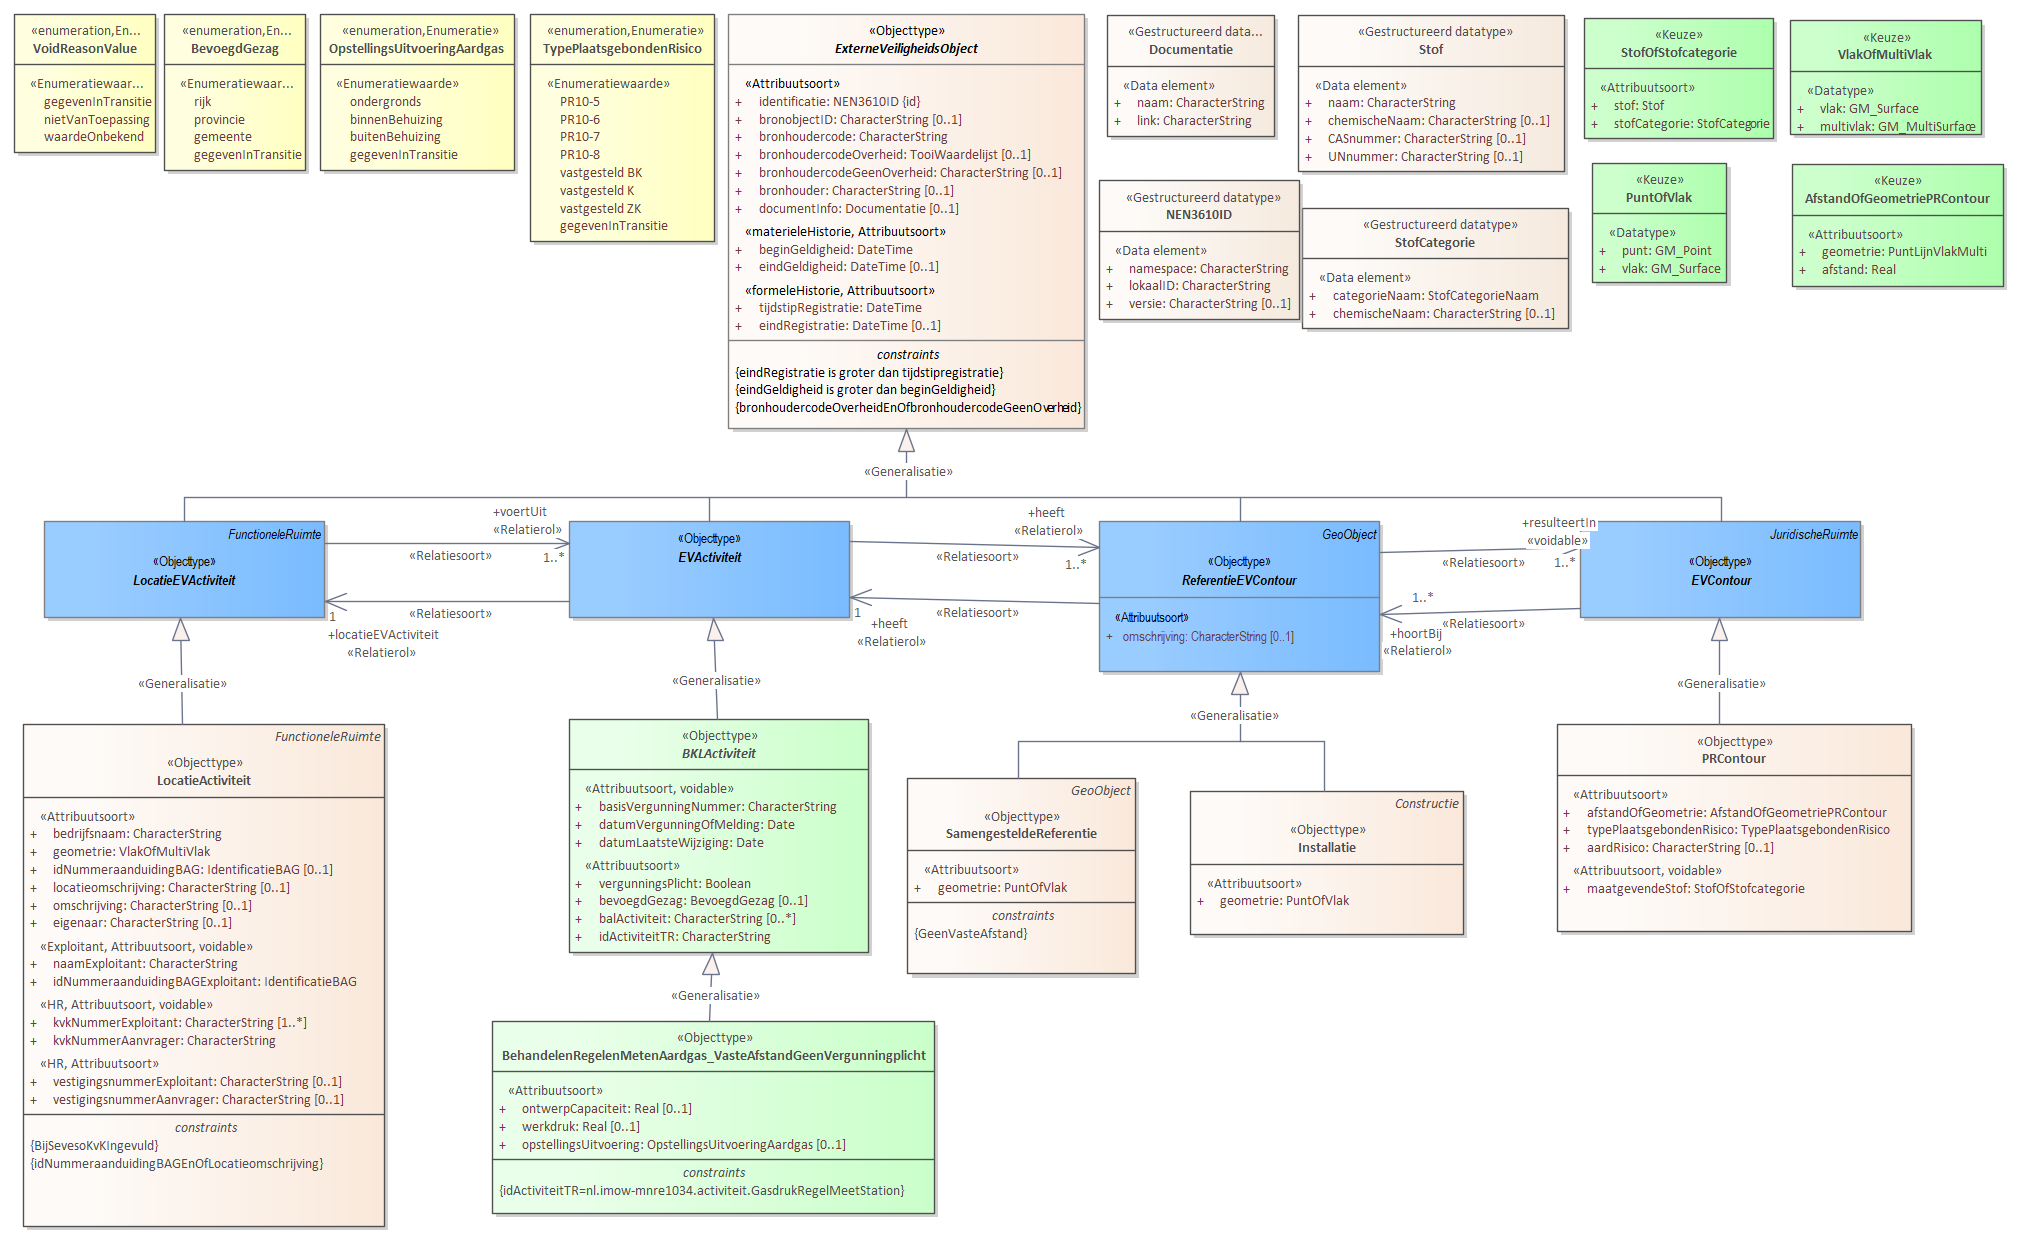 «enumeration,En...
VoidReasonValue
«Enumeratiewaar...
gegevenInTransitie
nietVanToepassing
waardeOnbekend
«enumeration,En...
BevoegdGezag
«Enumeratiewaar...
rijk
provincie
gemeente
gegevenInTransitie
«enumeration,Enumeratie»
OpstellingsUitvoeringAardgas
«Enumeratiewaarde»
ondergronds
binnenBehuizing
buitenBehuizing
gegevenInTransitie
«enumeration,Enumeratie»
TypePlaatsgebondenRisico
«Enumeratiewaarde»
PR10-5
PR10-6
PR10-7
PR10-8
vastgesteld BK
vastgesteld K
vastgesteld ZK
gegevenInTransitie
«Objecttype»
ExterneVeiligheidsObject
«Attribuutsoort»
+ identificatie: NEN3610ID {id}
+ bronobjectID: CharacterString [0..1]
+ bronhoudercode: CharacterString
+ bronhoudercodeOverheid: TooiWaardelijst [0..1]
+ bronhoudercodeGeenOverheid: CharacterString [0..1]
+ bronhouder: CharacterString [0..1]
+ documentInfo: Documentatie [0..1]
«materieleHistorie, Attribuutsoort»
+ beginGeldigheid: DateTime
+ eindGeldigheid: DateTime [0..1]
«formeleHistorie, Attribuutsoort»
+ tijdstipRegistratie: DateTime
+ eindRegistratie: DateTime [0..1]
constraints
{eindRegistratie is groter dan tijdstipregistratie}
{eindGeldigheid is groter dan beginGeldigheid}
{bronhoudercodeOverheidEnOfbronhoudercodeGeenOverheid}
«Gestructureerd data...
Documentatie
«Data element»
+ naam: CharacterString
+ link: CharacterString
«Gestructureerd datatype»
Stof
«Data element»
+ naam: CharacterString
+ chemischeNaam: CharacterString [0..1]
+ CASnummer: CharacterString [0..1]
+ UNnummer: CharacterString [0..1]
«Keuze»
StofOfStofcategorie
«Attribuutsoort»
+ stof: Stof
+ stofCategorie: StofCategorie
«Keuze»
VlakOfMultiVlak
«Datatype»
+ vlak: GM_Surface
+ multivlak: GM_MultiSurface
«Gestructureerd datatype»
NEN3610ID
«Data element»
+ namespace: CharacterString
+ lokaalID: CharacterString
+ versie: CharacterString [0..1]
«Gestructureerd datatype»
StofCategorie
«Data element»
+ categorieNaam: StofCategorieNaam
+ chemischeNaam: CharacterString [0..1]
«Keuze»
PuntOfVlak
«Datatype»
+ punt: GM_Point
+ vlak: GM_Surface
«Keuze»
AfstandOfGeometriePRContour
«Attribuutsoort»
+ geometrie: PuntLijnVlakMulti
+ afstand: Real
«Generalisatie»
FunctioneleRuimte
«Objecttype»
LocatieEVActiviteit
+voertUit
«Relatierol»
«Relatiesoort»
1..*
«Relatiesoort»
1
+locatieEVActiviteit
«Relatierol»
«Objecttype»
EVActiviteit
+heeft
«Relatierol»
«Relatiesoort»
1..*
«Relatiesoort»
1
+heeft
«Relatierol»
GeoObject
«Objecttype»
ReferentieEVContour
«Attribuutsoort»
+ omschrijving: CharacterString [0..1]
+resulteertIn
«voidable»
«Relatiesoort»
1..*
1..*
«Relatiesoort»
+hoortBij
«Relatierol»
JuridischeRuimte
«Objecttype»
EVContour
«Generalisatie»
«Generalisatie»
«Generalisatie»
«Generalisatie»
FunctioneleRuimte
«Objecttype»
LocatieActiviteit
«Attribuutsoort»
+ bedrijfsnaam: CharacterString
+ geometrie: VlakOfMultiVlak
+ idNummeraanduidingBAG: IdentificatieBAG [0..1]
+ locatieomschrijving: CharacterString [0..1]
+ omschrijving: CharacterString [0..1]
+ eigenaar: CharacterString [0..1]
«Exploitant, Attribuutsoort, voidable»
+ naamExploitant: CharacterString
+ idNummeraanduidingBAGExploitant: IdentificatieBAG
«HR, Attribuutsoort, voidable»
+ kvkNummerExploitant: CharacterString [1..*]
+ kvkNummerAanvrager: CharacterString
«HR, Attribuutsoort»
+ vestigingsnummerExploitant: CharacterString [0..1]
+ vestigingsnummerAanvrager: CharacterString [0..1]
constraints
{BijSevesoKvKIngevuld}
{idNummeraanduidingBAGEnOfLocatieomschrijving}
«Objecttype»
BKLActiviteit
«Attribuutsoort, voidable»
+ basisVergunningNummer: CharacterString
+ datumVergunningOfMelding: Date
+ datumLaatsteWijziging: Date
«Attribuutsoort»
+ vergunningsPlicht: Boolean
+ bevoegdGezag: BevoegdGezag [0..1]
+ balActiviteit: CharacterString [0..*]
+ idActiviteitTR: CharacterString
«Generalisatie»
«Objecttype»
BehandelenRegelenMetenAardgas_VasteAfstandGeenVergunningplicht
«Attribuutsoort»
+ ontwerpCapaciteit: Real [0..1]
+ werkdruk: Real [0..1]
+ opstellingsUitvoering: OpstellingsUitvoeringAardgas [0..1]
constraints
{idActiviteitTR=nl.imow-mnre1034.activiteit.GasdrukRegelMeetStation}
GeoObject
«Objecttype»
SamengesteldeReferentie
«Attribuutsoort»
+ geometrie: PuntOfVlak
constraints
{GeenVasteAfstand}
Constructie
«Objecttype»
Installatie
«Attribuutsoort»
+ geometrie: PuntOfVlak
«Objecttype»
PRContour
«Attribuutsoort»
+ afstandOfGeometrie: AfstandOfGeometriePRContour
+ typePlaatsgebondenRisico: TypePlaatsgebondenRisico
+ aardRisico: CharacterString [0..1]
«Attribuutsoort, voidable»
+ maatgevendeStof: StofOfStofcategorie